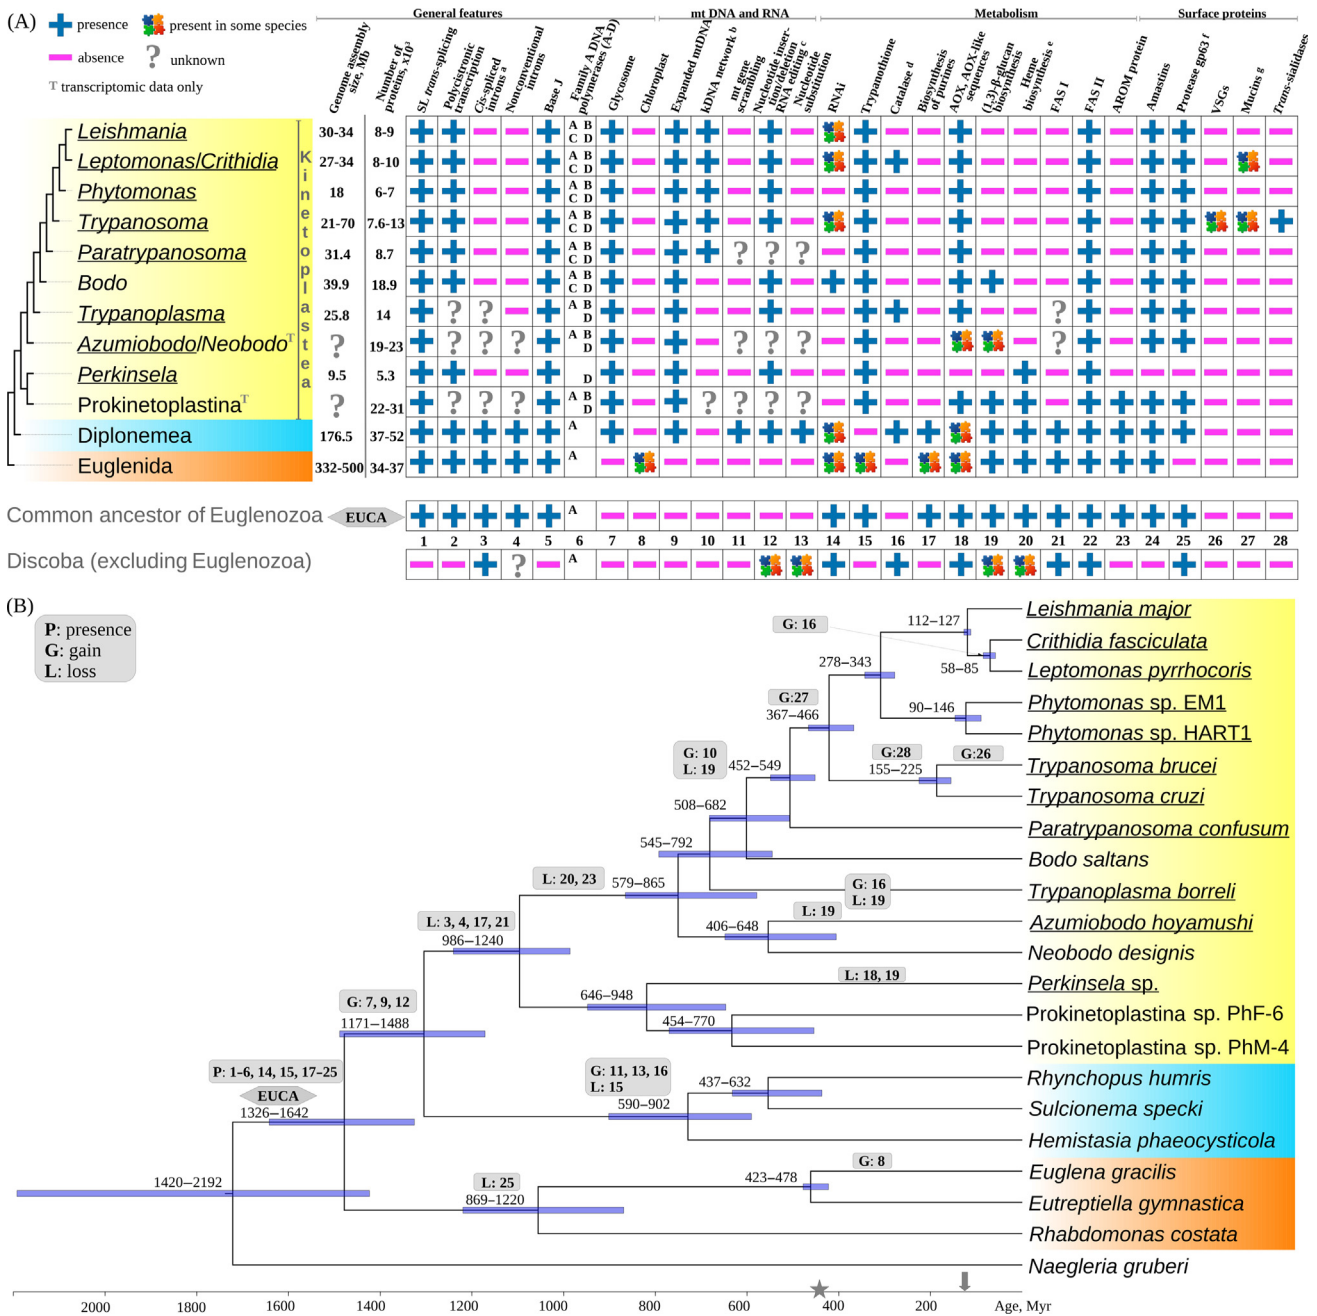 (A)
presence
present in some species
absence
? unknown
T transcriptomic data only
General features
mt DNA and RNA
Metabolism
Surface proteins
Genome assembly size, Mb
Number of proteins, x10³
SL trans-splicing
Polycistronic transcription
Cis-spliced introns a
Nonconventional introns
Base J
Family A DNA polymerases (A-D)
Glycosome
Chloroplast
Expanded mtDNA
kDNA network b
mt gene scrambling
Nucleotide insertion/deletion RNA editing c
Nucleotide substitution
RNAi
Trypanothione
Catalase d
Biosynthesis of purines
AOX, AOX-like sequences
(1,3)-β-glucan biosynthesis
Heme biosynthesis e
FAS I
FAS II
AROM protein
Amastins
Protease gp63 f
VSGs
Mucins g
Trans-sialidases
Kinetoplastea
Leishmania 30-34 8-9 A B C D
Leptomonas/Crithidia 27-34 8-10 A B C D
Phytomonas 18 6-7 A B C D
Trypanosoma 21-70 7.6-13 A B C D
Paratrypanosoma 31.4 8.7 A B C D ? ? ?
Bodo 39.9 18.9 A B C D
Trypanoplasma 25.8 14 ? ? A B D ?
Azumiobodo/Neobodo T ? 19-23 ? ? ? A B D ? ? ? ?
Perkinsela 9.5 5.3 D
Prokinetoplastina T ? 22-31 ? ? ? A B D ? ? ? ?
Diplonemea 176.5 37-52 A
Euglenida 332-500 34-37 A
Common ancestor of Euglenozoa EUCA A
1 2 3 4 5 6 7 8 9 10 11 12 13 14 15 16 17 18 19 20 21 22 23 24 25 26 27 28
Discoba (excluding Euglenozoa) ? A
(B)
P: presence
G: gain
L: loss
Leishmania major
112–127
G: 16
Crithidia fasciculata
278–343
58–85
Leptomonas pyrrhocoris
G:27
Phytomonas sp. EM1
90–146
367–466
Phytomonas sp. HART1
G: 10
L: 19
G:28
G:26
452–549
155–225
Trypanosoma brucei
Trypanosoma cruzi
508–682
Paratrypanosoma confusum
545–792
Bodo saltans
L: 20, 23
579–865
G: 16
L: 19
Trypanoplasma borreli
L: 19
L: 3, 4, 17, 21
406–648
Azumiobodo hoyamushi
986–1240
Neobodo designis
L: 18, 19
Perkinsela sp.
G: 7, 9, 12
646–948
1171–1488
454–770
Prokinetoplastina sp. PhF-6
Prokinetoplastina sp. PhM-4
P: 1–6, 14, 15, 17–25
G: 11, 13, 16
L: 15
437–632
Rhynchopus humris
EUCA
590–902
1326–1642
Sulcionema specki
Hemistasia phaeocysticola
G: 8
1420–2192
L: 25
423–478
Euglena gracilis
869–1220
Eutreptiella gymnastica
Rhabdomonas costata
Naegleria gruberi
2000 1800 1600 1400 1200 1000 800 600 400 200 Age, Myr